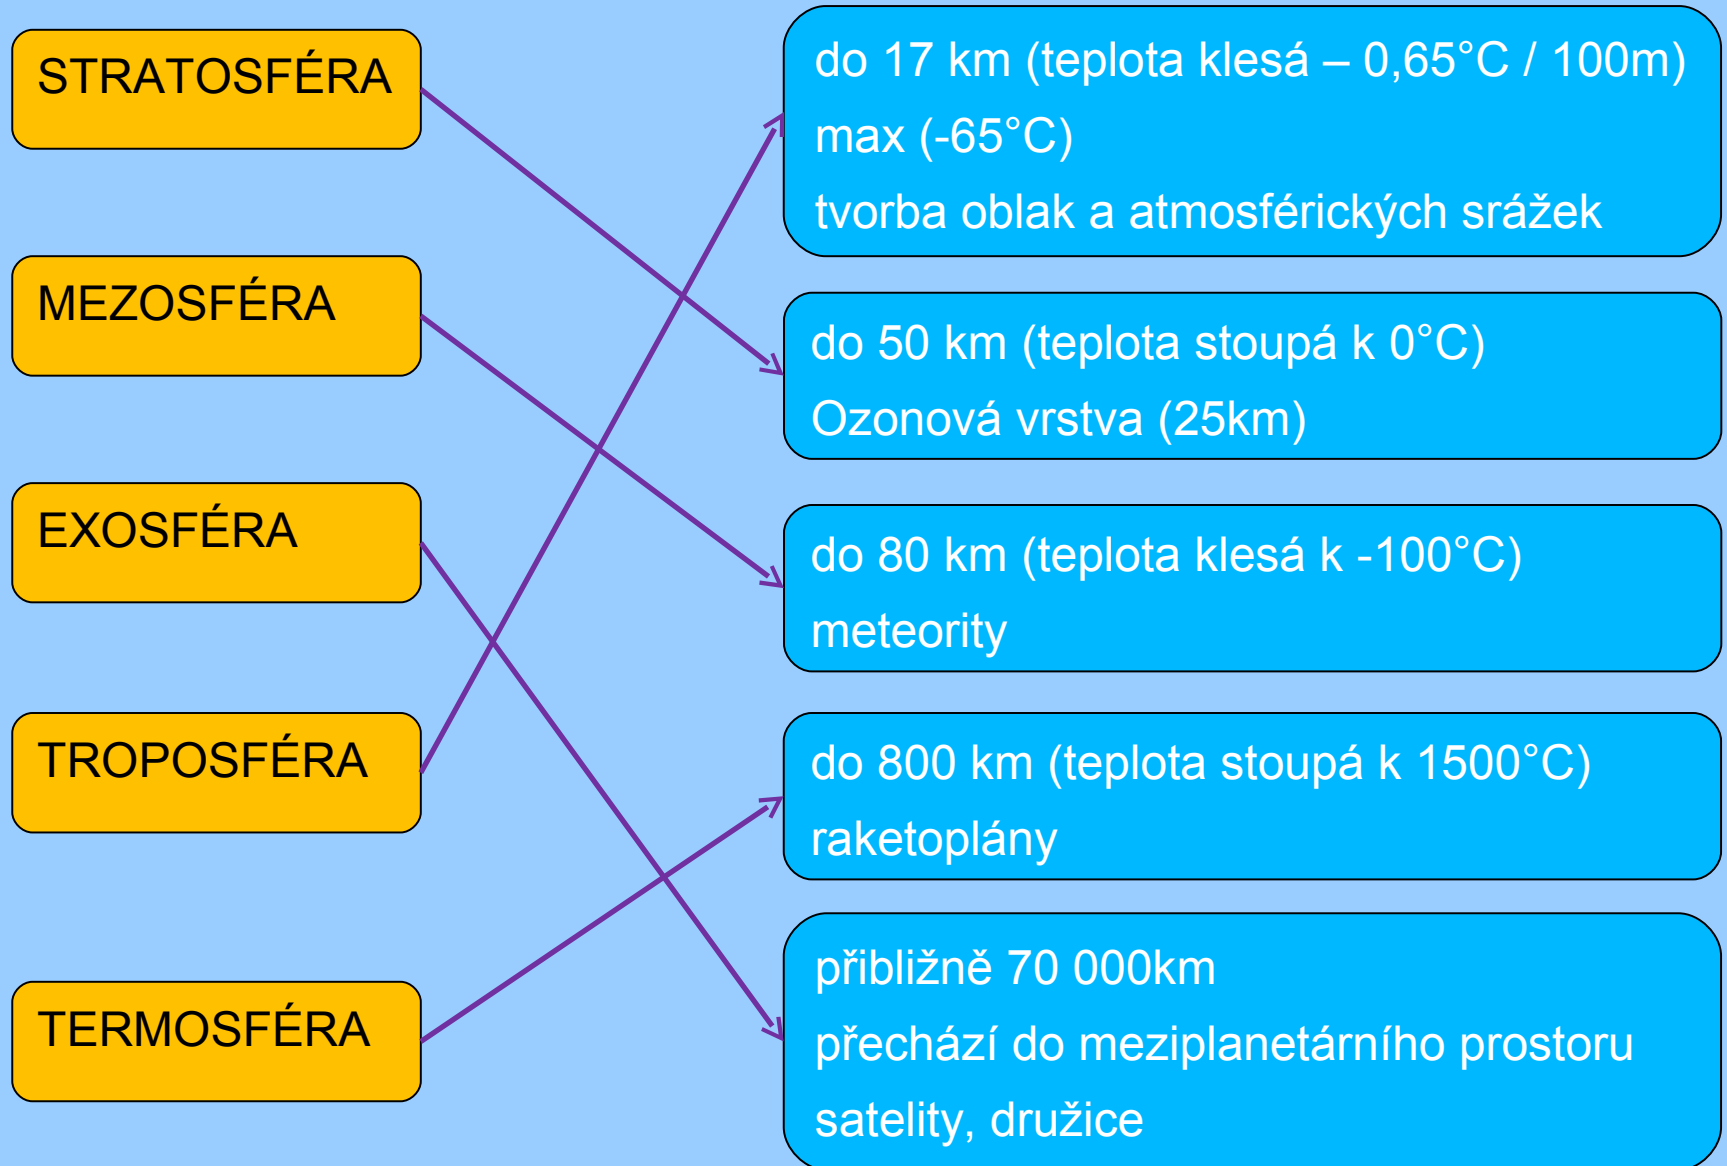 STRATOSFÉRA
MEZOSFÉRA
EXOSFÉRA
TROPOSFÉRA
TERMOSFÉRA
do 17 km (teplota klesá – 0,65°C / 100m)
max (-65°C)
tvorba oblak a atmosférických srážek
do 50 km (teplota stoupá k 0°C)
Ozonová vrstva (25km)
do 80 km (teplota klesá k -100°C)
meteority
do 800 km (teplota stoupá k 1500°C)
raketoplány
přibližně 70 000km
přechází do meziplanetárního prostoru
satelity, družice